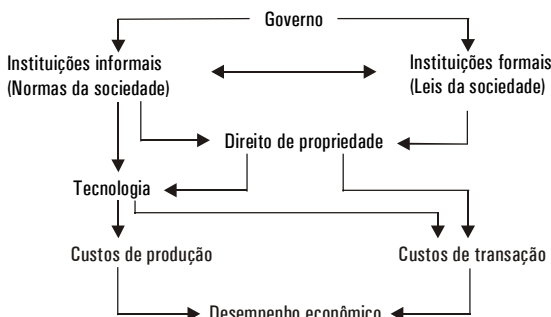 Governo
Instituições informais
(Normas da sociedade)
Instituições formais
(Leis da sociedade)
Direito de propriedade
Tecnologia
Custos de produção
Custos de transação
Desempenho econômico